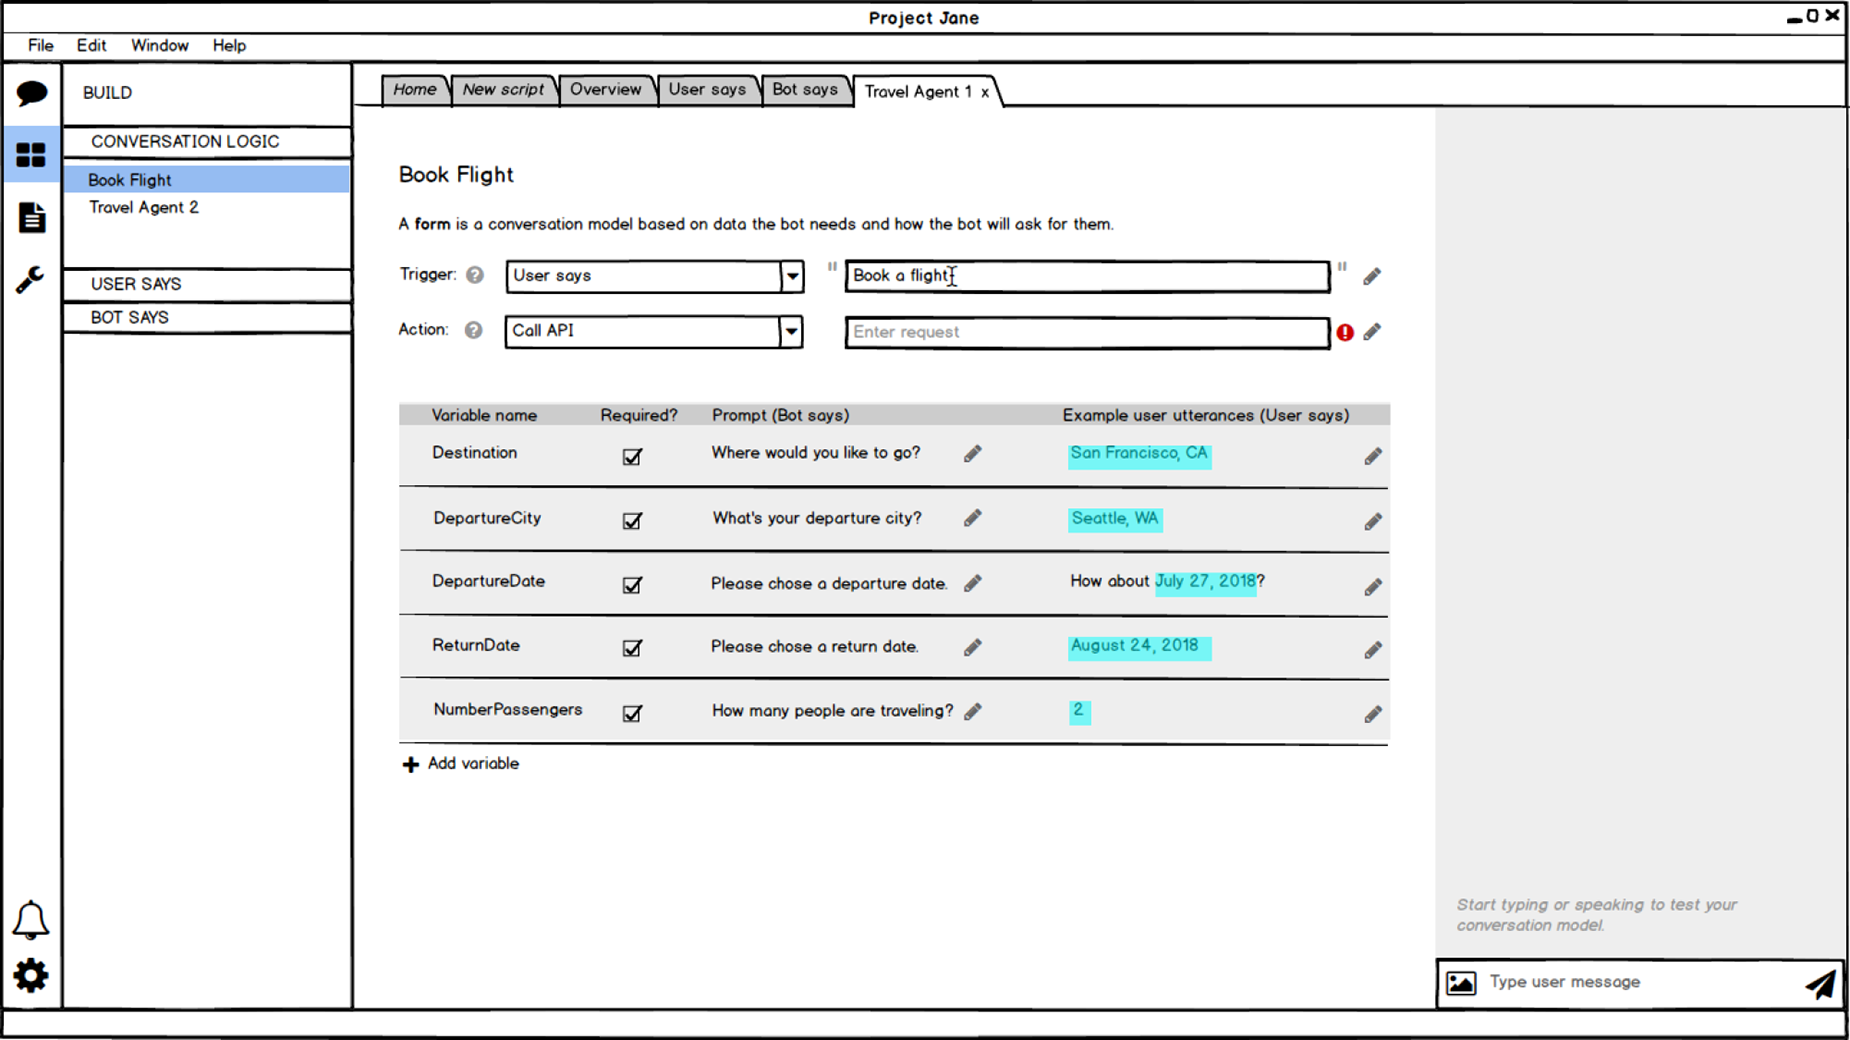 Project Jane
File Edit Window Help
BUILD
CONVERSATION LOGIC
Book Flight
Travel Agent 2
USER SAYS
BOT SAYS
Home New script Overview User says Bot says Travel Agent 1 x
Book Flight
A form is a conversation model based on data the bot needs and how the bot will ask for them.
Trigger: ? User says " Book a flight "
Action: ? Call API Enter request !
Variable name Required? Prompt (Bot says) Example user utterances (User says)
Destination Where would you like to go? San Francisco, CA
DepartureCity What's your departure city? Seattle, WA
DepartureDate Please chose a departure date. How about July 27, 2018?
ReturnDate Please chose a return date. August 24, 2018
NumberPassengers How many people are traveling? 2
+ Add variable
Start typing or speaking to test your
conversation model.
Type user message